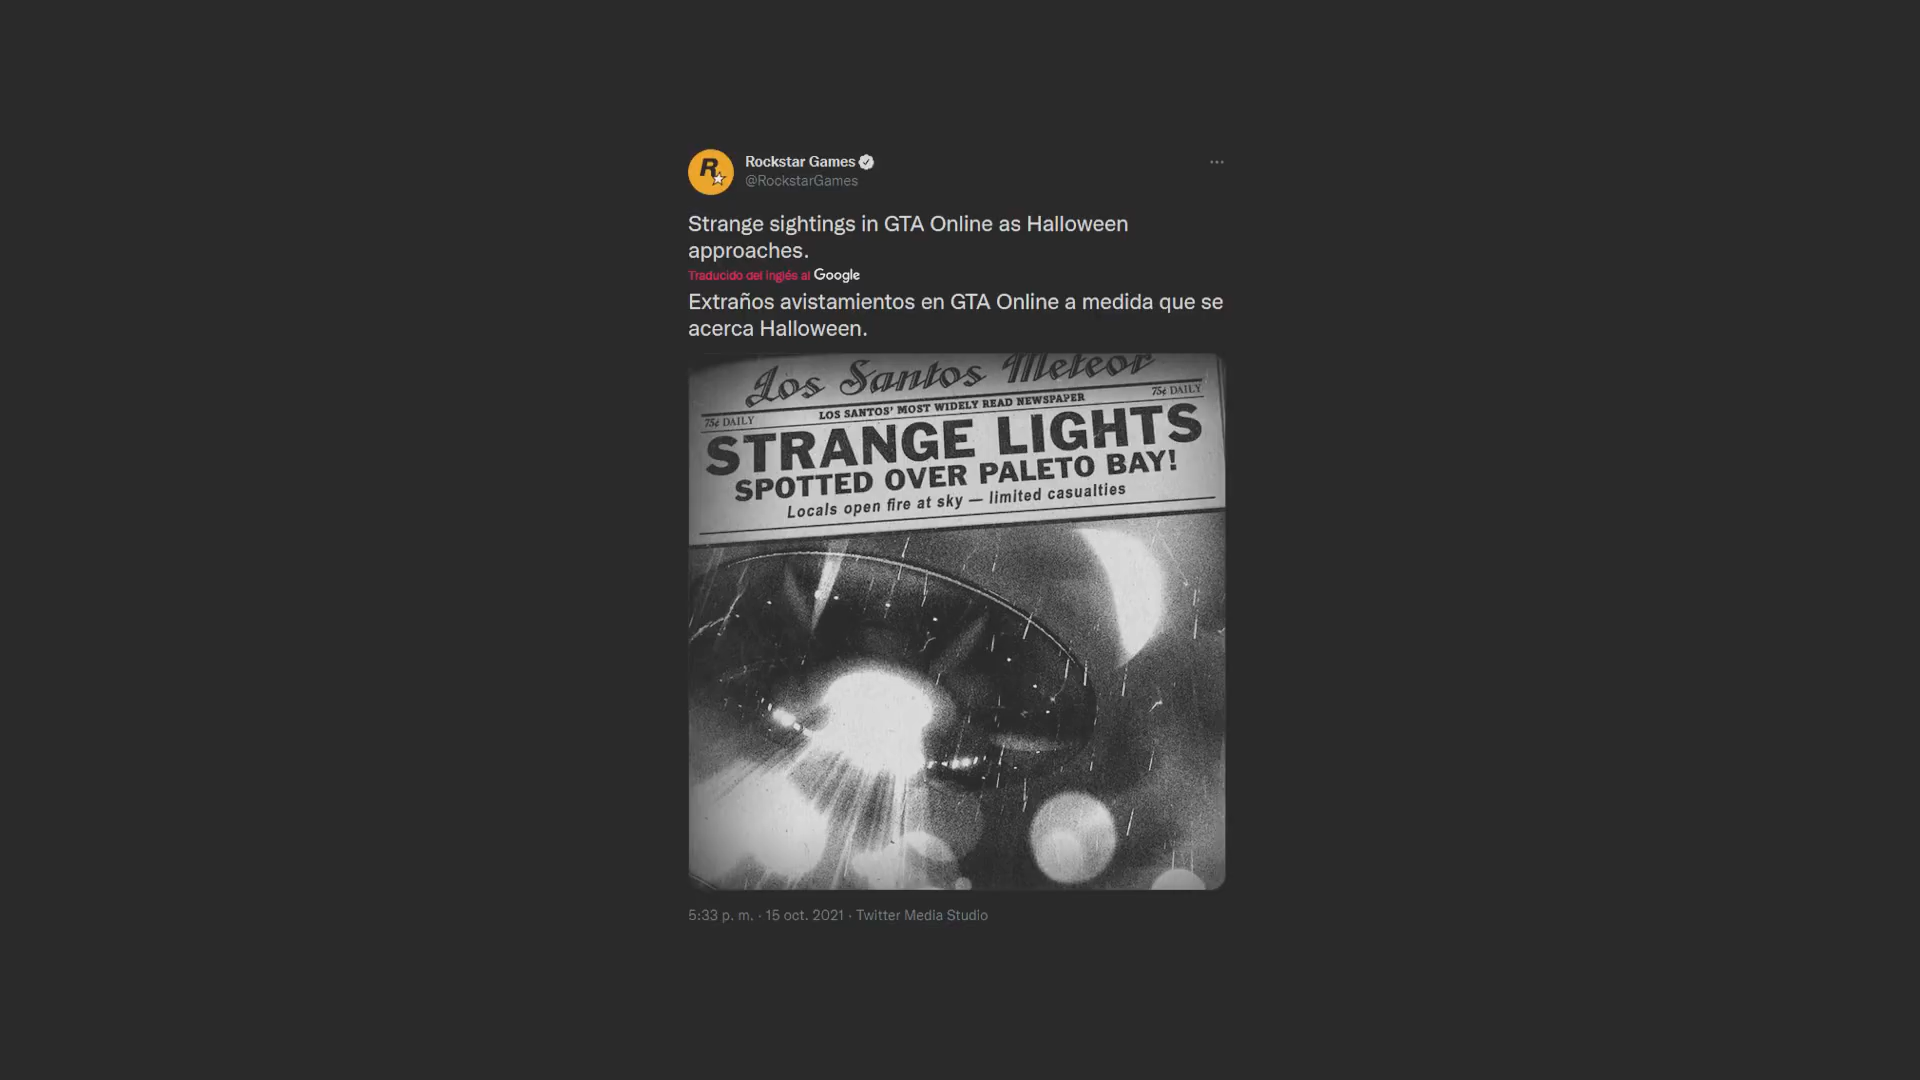 Rockstar Games
@RockstarGames
Strange sightings in GTA Online as Halloween
approaches.
Traducido del inglés al Google
Extraños avistamientos en GTA Online a medida que se
acerca Halloween.
Los Santos Meteor
75¢ DAILY
LOS SANTOS' MOST WIDELY READ NEWSPAPER
75¢ DAILY
STRANGE LIGHTS
SPOTTED OVER PALETO BAY!
Locals open fire at sky — limited casualties
5:33 p. m. · 15 oct. 2021 · Twitter Media Studio